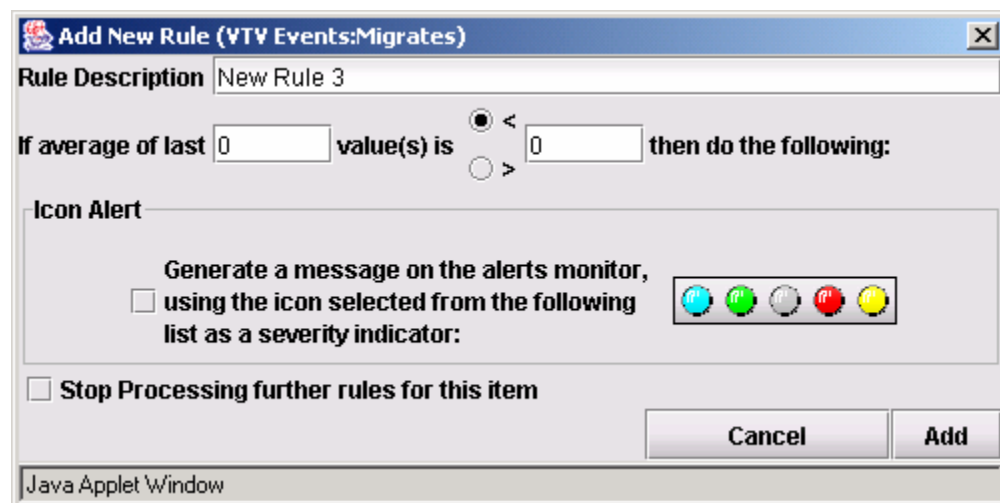 Add New Rule (VTV Events:Migrates)
Rule Description New Rule 3
If average of last 0 value(s) is < 0 then do the following:
>
Icon Alert
Generate a message on the alerts monitor,
using the icon selected from the following
list as a severity indicator:
Stop Processing further rules for this item
Cancel Add
Java Applet Window